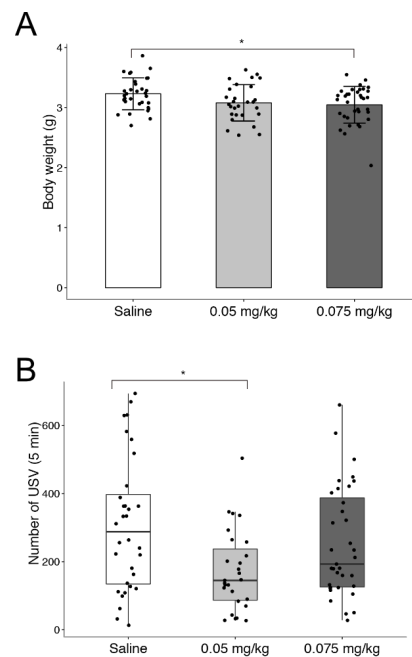 A
*
4
3
2
1
0
Body weight (g)
Saline 0.05 mg/kg 0.075 mg/kg
B
*
600
400
200
0
Number of USV (5 min)
Saline 0.05 mg/kg 0.075 mg/kg